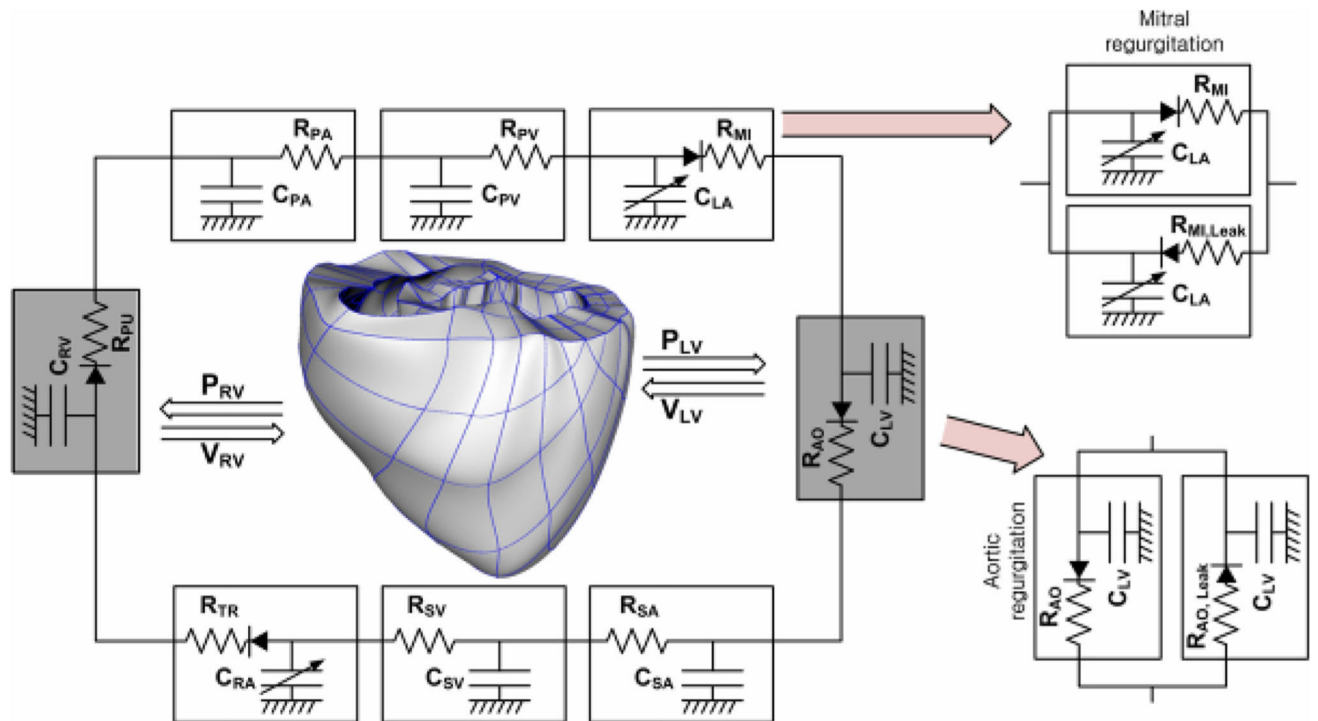 Mitral
regurgitation
R_MI
C_LA
R_MI,Leak
C_LA
R_PA
C_PA
R_PV
C_PV
R_MI
C_LA
C_RV
R_PU
P_RV
V_RV
P_LV
V_LV
R_AO
C_LV
Aortic
regurgitation
R_AO
C_LV
R_AO, Leak
C_LV
R_TR
C_RA
R_SV
C_SV
R_SA
C_SA